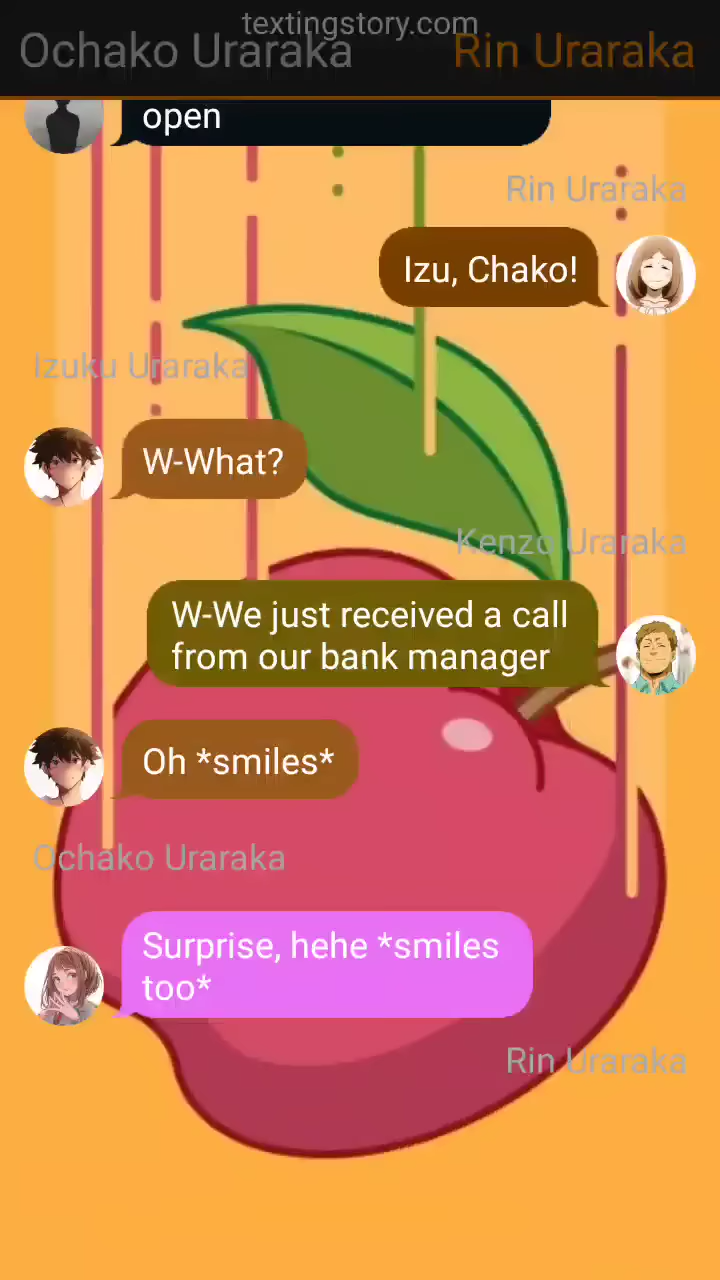 textingstory.com
Ochako Uraraka
Rin Uraraka
open
Rin Uraraka
Izu, Chako!
Izuku Uraraka
W-What?
Kenzo Uraraka
W-We just received a call
from our bank manager
Oh *smiles*
Ochako Uraraka
Surprise, hehe *smiles
too*
Rin Uraraka